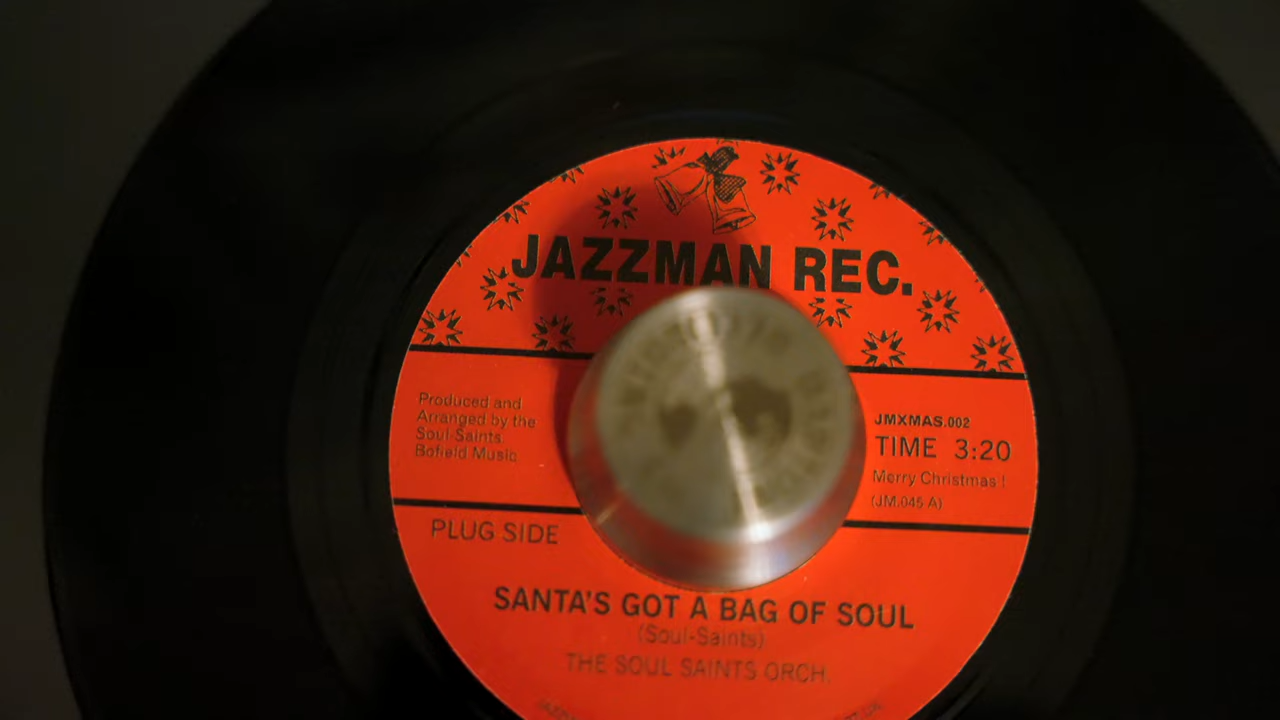 JAZZMAN REC.
Produced and
Arranged by the
Soul Saints.
Bofield Music
JMXMAS.002
TIME 3:20
Merry Christmas!
(JM.045 A)
PLUG SIDE
SANTA'S GOT A BAG OF SOUL
(Soul-Saints)
THE SOUL SAINTS ORCH.